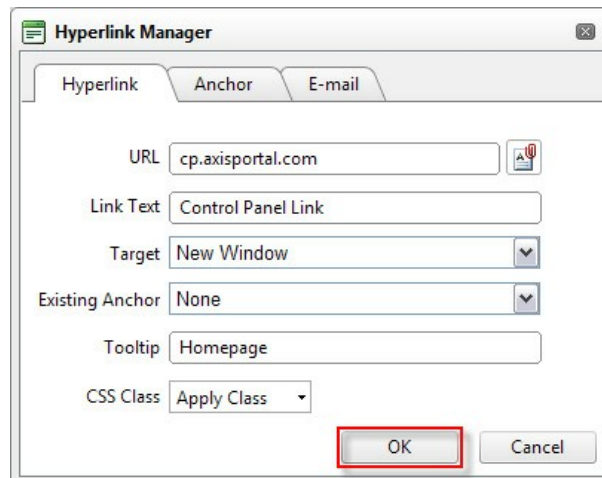 Hyperlink Manager
Hyperlink Anchor E-mail
URL cp.axisportal.com
Link Text Control Panel Link
Target New Window
Existing Anchor None
Tooltip Homepage
CSS Class Apply Class
OK Cancel